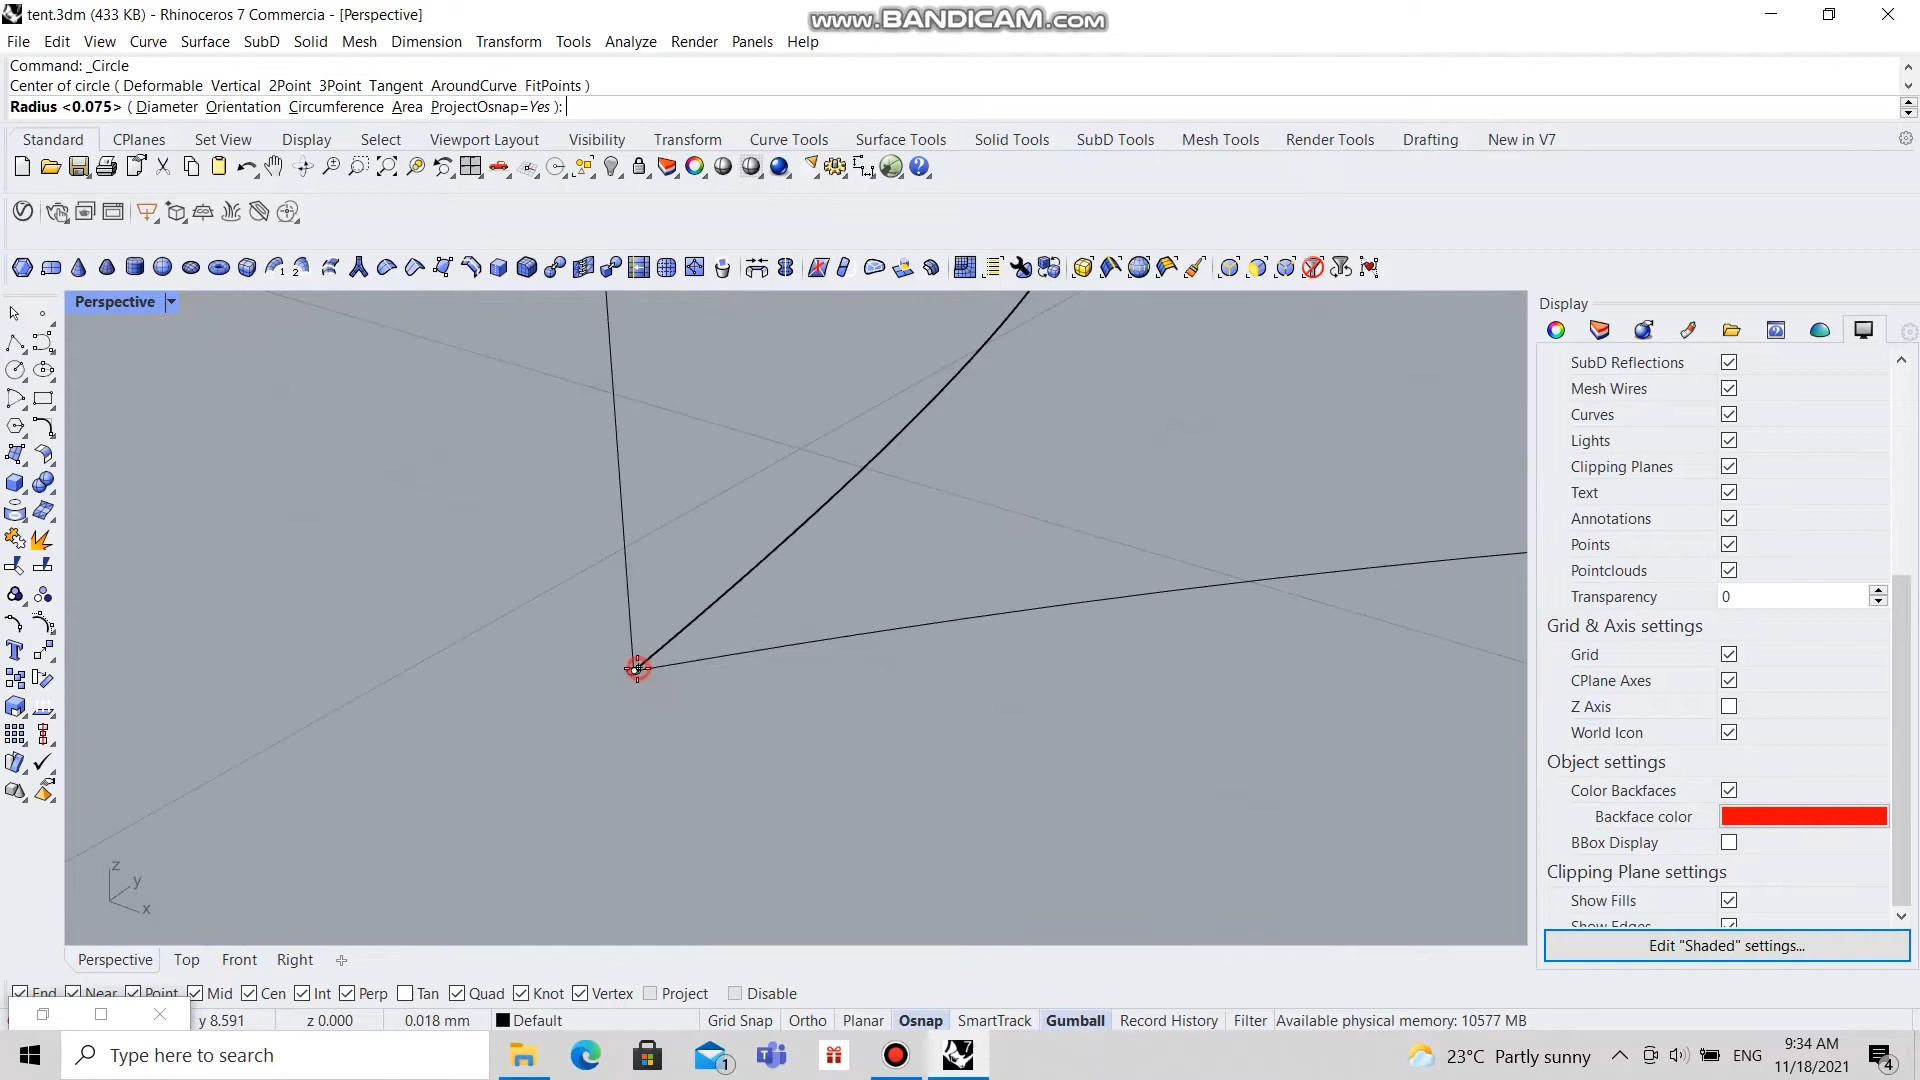 tent.3dm (433 KB) - Rhinoceros 7 Commercia - [Perspective]
www.BANDICAM.com
File Edit View Curve Surface SubD Solid Mesh Dimension Transform Tools Analyze Render Panels Help
Command: _Circle
Center of circle ( Deformable Vertical 2Point 3Point Tangent AroundCurve FitPoints )
Radius <0.075> ( Diameter Orientation Circumference Area ProjectOsnap=Yes ):
Standard CPlanes Set View Display Select Viewport Layout Visibility Transform Curve Tools Surface Tools Solid Tools SubD Tools Mesh Tools Render Tools Drafting New in V7
Perspective
Display
SubD Reflections
Mesh Wires
Curves
Lights
Clipping Planes
Text
Annotations
Points
Pointclouds
Transparency 0
Grid & Axis settings
Grid
CPlane Axes
Z Axis
World Icon
Object settings
Color Backfaces
Backface color
BBox Display
Clipping Plane settings
Show Fills
Show Edges
Edit "Shaded" settings...
z
y
x
Perspective Top Front Right
End Near Point Mid Cen Int Perp Tan Quad Knot Vertex Project Disable
y 8.591 z 0.000 0.018 mm Default Grid Snap Ortho Planar Osnap SmartTrack Gumball Record History Filter Available physical memory: 10577 MB
Type here to search
1
7
23°C Partly sunny
ENG
9:34 AM
11/18/2021
4